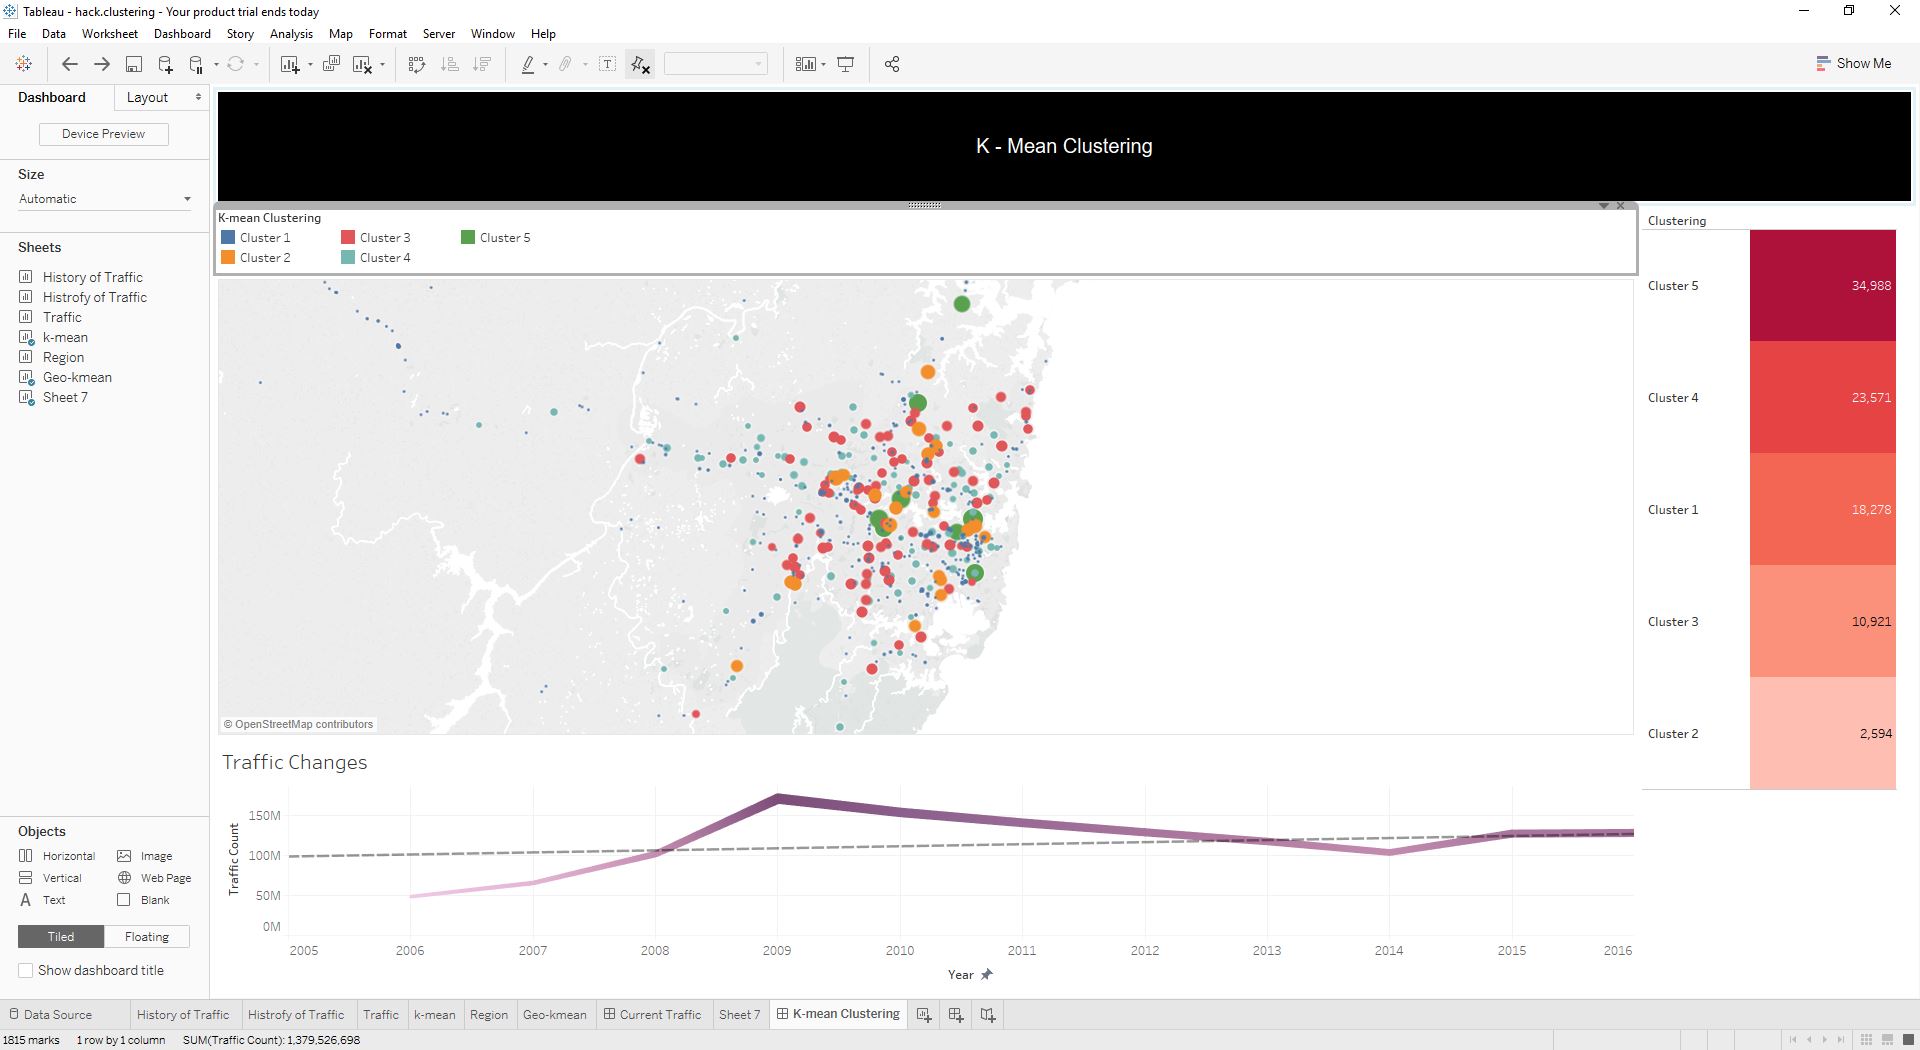 Tableau - hack.clustering - Your product trial ends today
File Data Worksheet Dashboard Story Analysis Map Format Server Window Help
Show Me
Dashboard Layout
Device Preview
Size
Automatic
Sheets
History of Traffic
Histrofy of Traffic
Traffic
k-mean
Region
Geo-kmean
Sheet 7
Objects
Horizontal Image
Vertical Web Page
A Text Blank
Tiled Floating
Show dashboard title
K - Mean Clustering
K-mean Clustering
Cluster 1 Cluster 3 Cluster 5
Cluster 2 Cluster 4
© OpenStreetMap contributors
Clustering
Cluster 5 34,988
Cluster 4 23,571
Cluster 1 18,278
Cluster 3 10,921
Cluster 2 2,594
Traffic Changes
Traffic Count
150M
100M
50M
0M
2005 2006 2007 2008 2009 2010 2011 2012 2013 2014 2015 2016
Year
Data Source History of Traffic Histrofy of Traffic Traffic k-mean Region Geo-kmean Current Traffic Sheet 7 K-mean Clustering
1815 marks 1 row by 1 column SUM(Traffic Count): 1,379,526,698